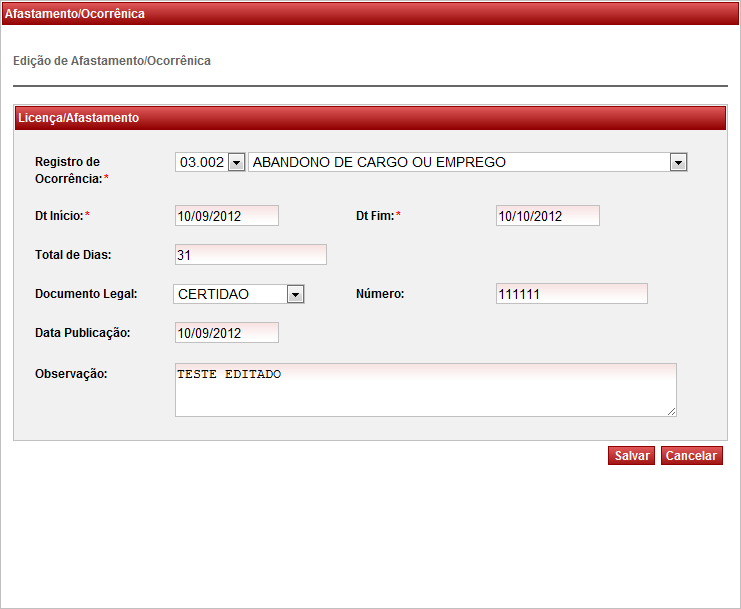 Afastamento/Ocorrênica
Edição de Afastamento/Ocorrênica
Licença/Afastamento
Registro de Ocorrência:* 03.002 ABANDONO DE CARGO OU EMPREGO
Dt Início:* 10/09/2012 Dt Fim:* 10/10/2012
Total de Dias: 31
Documento Legal: CERTIDAO Número: 111111
Data Publicação: 10/09/2012
Observação: TESTE EDITADO
Salvar Cancelar